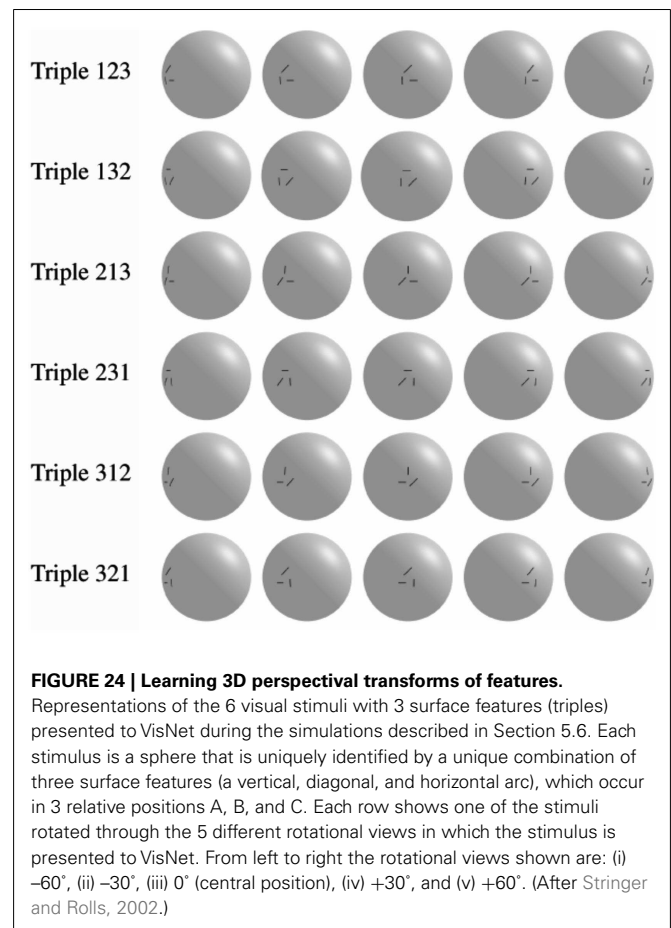 Triple 123
Triple 132
Triple 213
Triple 231
Triple 312
Triple 321
FIGURE 24 | Learning 3D perspectival transforms of features.
Representations of the 6 visual stimuli with 3 surface features (triples)
presented to VisNet during the simulations described in Section 5.6. Each
stimulus is a sphere that is uniquely identified by a unique combination of
three surface features (a vertical, diagonal, and horizontal arc), which occur
in 3 relative positions A, B, and C. Each row shows one of the stimuli
rotated through the 5 different rotational views in which the stimulus is
presented to VisNet. From left to right the rotational views shown are: (i)
–60°, (ii) –30°, (iii) 0° (central position), (iv) +30°, and (v) +60°. (After Stringer
and Rolls, 2002.)